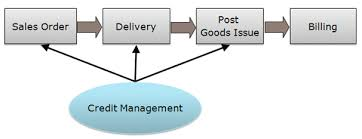 Sales Order
Delivery
Post
Goods Issue
Billing
Credit Management